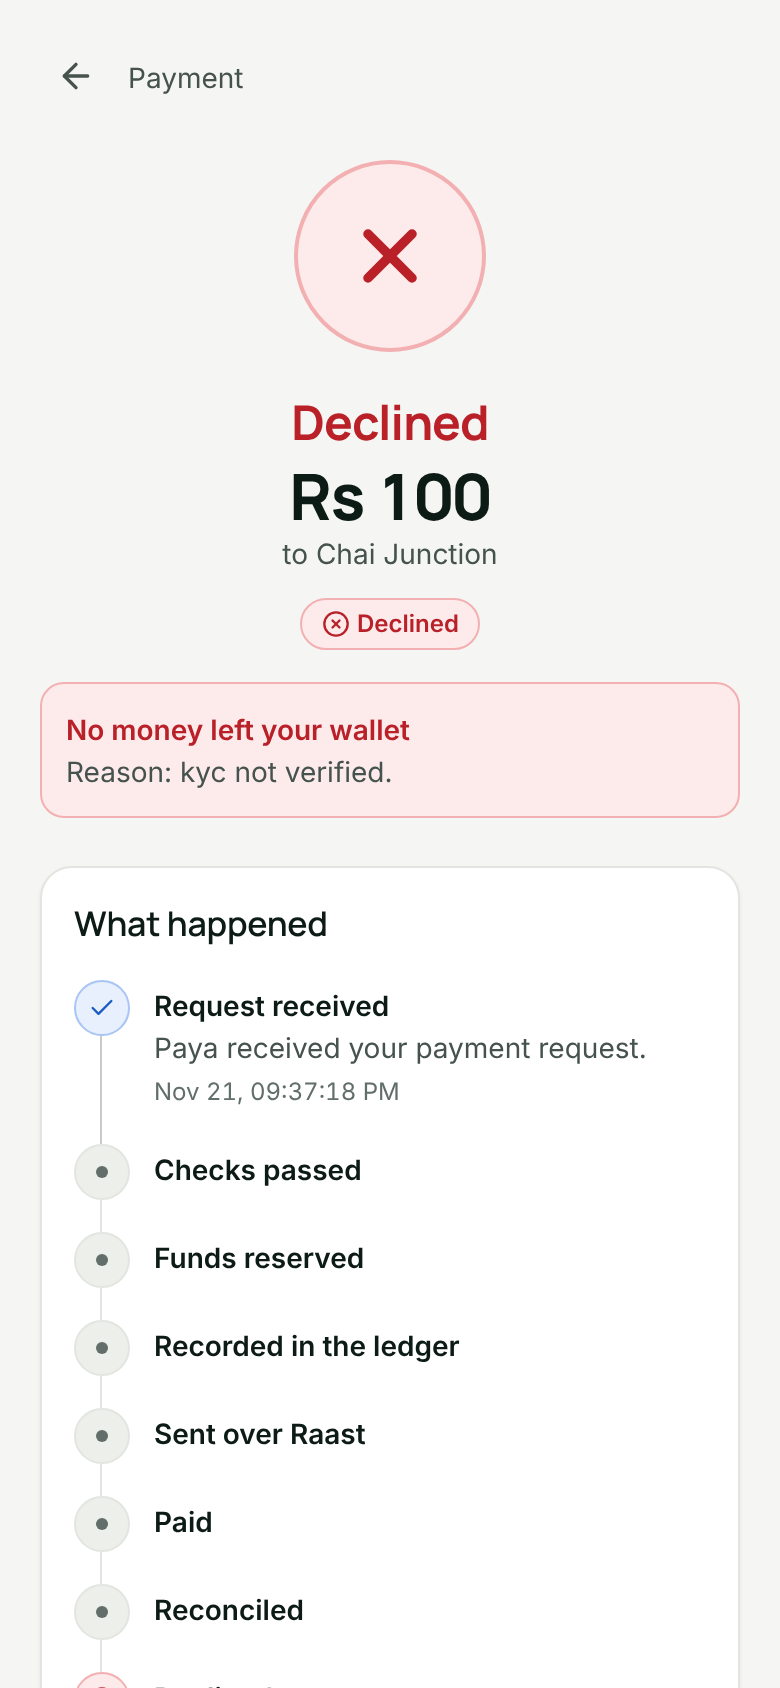 Payment
Declined
Rs 100
to Chai Junction
Declined
No money left your wallet
Reason: kyc not verified.
What happened
Request received
Paya received your payment request.
Nov 21, 09:37:18 PM
Checks passed
Funds reserved
Recorded in the ledger
Sent over Raast
Paid
Reconciled